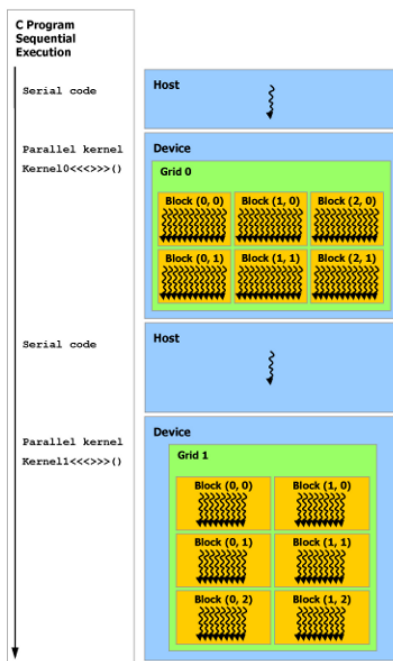 C Program
Sequential
Execution
Serial code
Host
Parallel kernel
Kernel0<<<>>>()
Device
Grid 0
Block (0, 0) Block (1, 0) Block (2, 0)
Block (0, 1) Block (1, 1) Block (2, 1)
Serial code
Host
Parallel kernel
Kernel1<<<>>>()
Device
Grid 1
Block (0, 0) Block (1, 0)
Block (0, 1) Block (1, 1)
Block (0, 2) Block (1, 2)